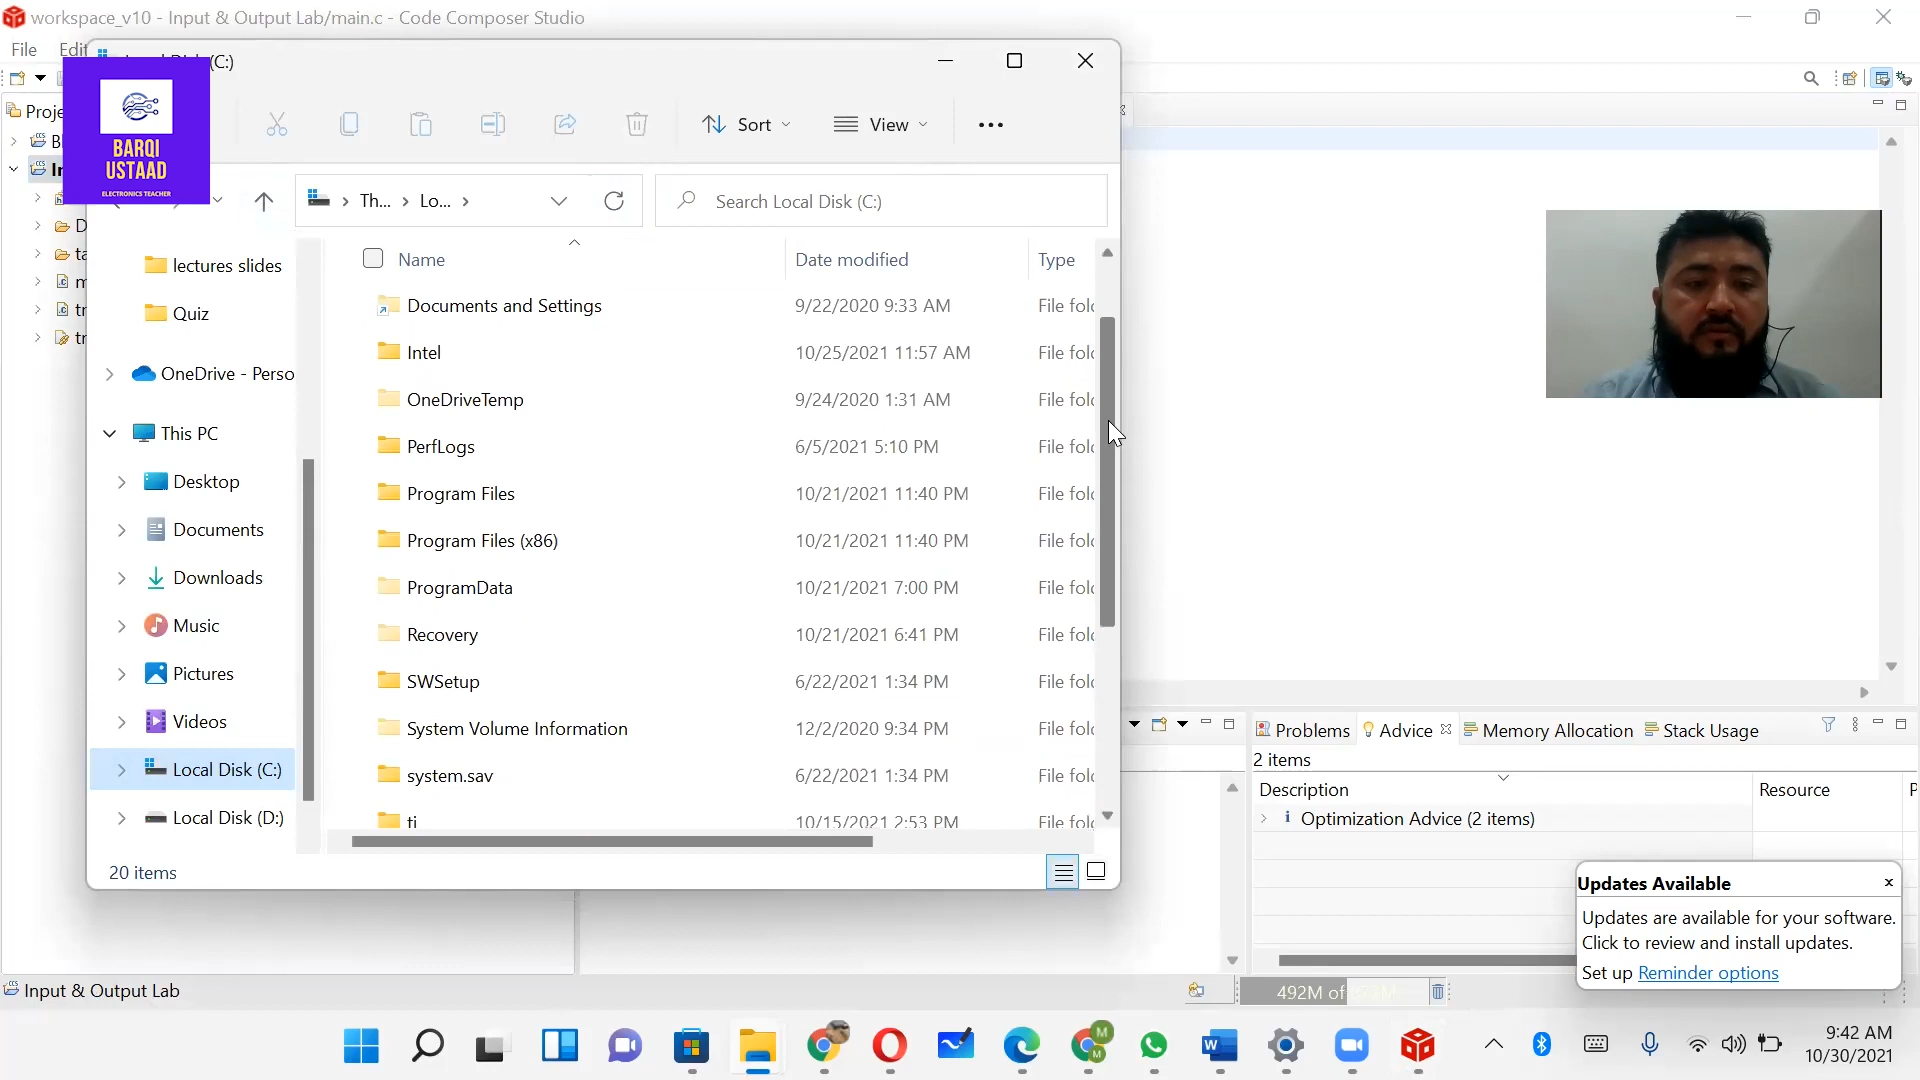 workspace_v10 - Input & Output Lab/main.c - Code Composer Studio
File Edit
(C:)
BARQI
USTAAD
ELECTRONICS TEACHER
Sort
View
Th... Lo...
Search Local Disk (C:)
lectures slides
Quiz
OneDrive - Perso
This PC
Desktop
Documents
Downloads
Music
Pictures
Videos
Local Disk (C:)
Local Disk (D:)
Name Date modified Type
Documents and Settings 9/22/2020 9:33 AM File fold
Intel 10/25/2021 11:57 AM File fold
OneDriveTemp 9/24/2020 1:31 AM File fold
PerfLogs 6/5/2021 5:10 PM File fold
Program Files 10/21/2021 11:40 PM File fold
Program Files (x86) 10/21/2021 11:40 PM File fold
ProgramData 10/21/2021 7:00 PM File fold
Recovery 10/21/2021 6:41 PM File fold
SWSetup 6/22/2021 1:34 PM File fold
System Volume Information 12/2/2020 9:34 PM File fold
system.sav 6/22/2021 1:34 PM File fold
ti 10/15/2021 2:53 PM File fold
20 items
Problems Advice Memory Allocation Stack Usage
2 items
Description Resource
Optimization Advice (2 items)
Updates Available
Updates are available for your software.
Click to review and install updates.
Set up Reminder options
Input & Output Lab
492M of
9:42 AM
10/30/2021